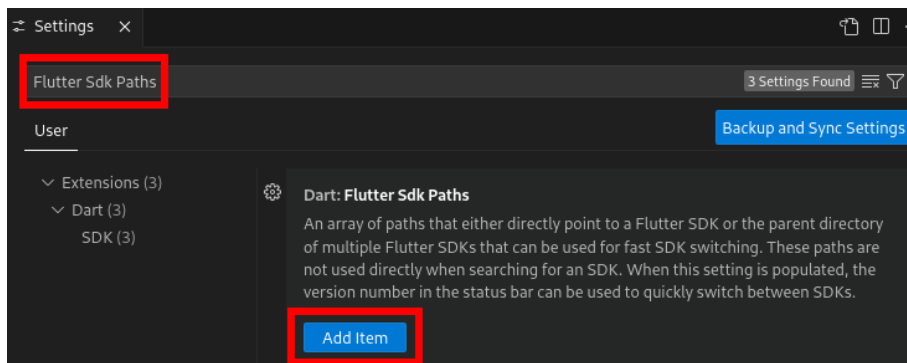 Settings
Flutter Sdk Paths
3 Settings Found
User
Backup and Sync Settings
Extensions (3)
Dart (3)
SDK (3)
Dart: Flutter Sdk Paths
An array of paths that either directly point to a Flutter SDK or the parent directory
of multiple Flutter SDKs that can be used for fast SDK switching. These paths are
not used directly when searching for an SDK. When this setting is populated, the
version number in the status bar can be used to quickly switch between SDKs.
Add Item